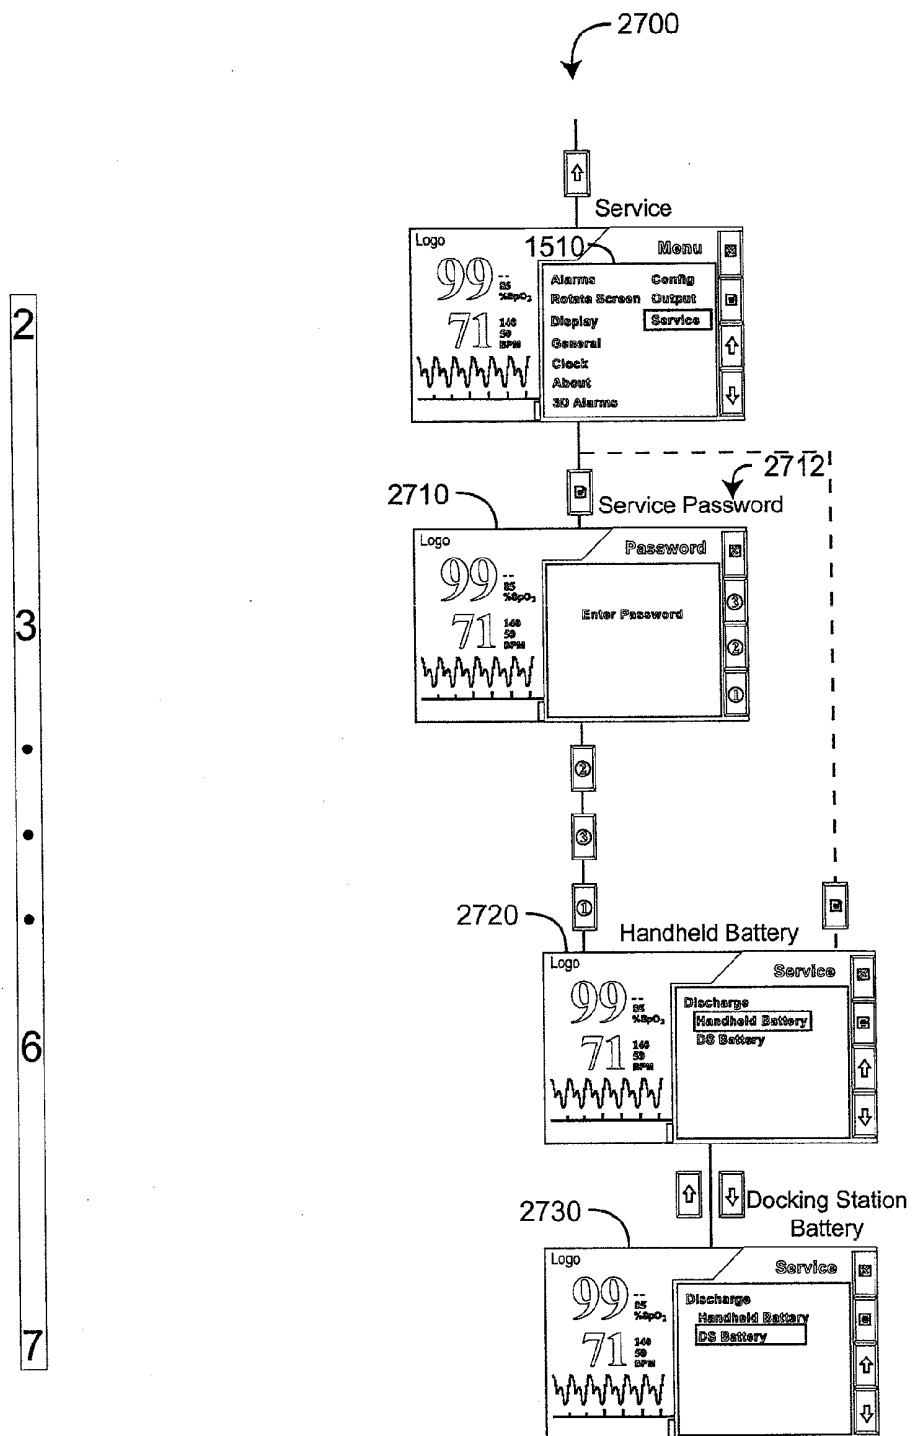 2700
Service
Logo
1510
Menu
99
--
85
%SpO2
71
140
50
BPM
Alarms Config
Rotate Screen Output
Display Service
General
Clock
About
3D Alarms
2
2712
2710
Service Password
Logo
Password
99
--
85
%SpO2
71
140
50
BPM
Enter Password
3
2
1
3
2
3
1
2720
Handheld Battery
Logo
Service
99
--
85
%SpO2
71
140
50
BPM
Discharge
Handheld Battery
DS Battery
6
2730
Docking Station
Battery
Logo
Service
99
--
85
%SpO2
71
140
50
BPM
Discharge
Handheld Battery
DS Battery
7